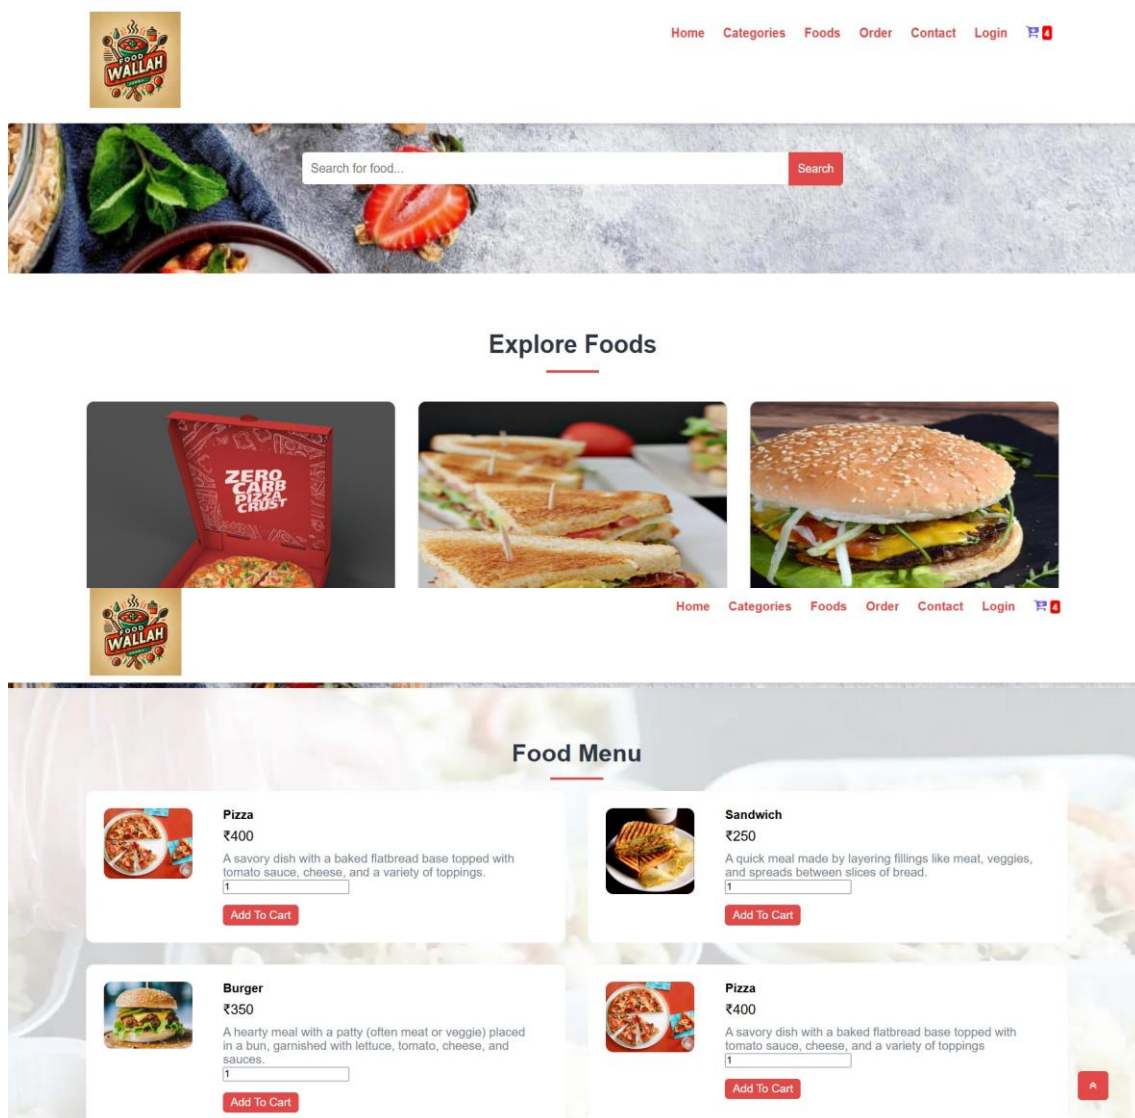 FOOD
WALLAH
Home Categories Foods Order Contact Login 4
Search for food... Search
Explore Foods
ZERO
CARB
PIZZA
CRUST
FOOD
WALLAH
Home Categories Foods Order Contact Login 4
Food Menu
Pizza
₹400
A savory dish with a baked flatbread base topped with
tomato sauce, cheese, and a variety of toppings.
1
Add To Cart
Sandwich
₹250
A quick meal made by layering fillings like meat, veggies,
and spreads between slices of bread.
1
Add To Cart
Burger
₹350
A hearty meal with a patty (often meat or veggie) placed
in a bun, garnished with lettuce, tomato, cheese, and
sauces.
1
Add To Cart
Pizza
₹400
A savory dish with a baked flatbread base topped with
tomato sauce, cheese, and a variety of toppings
1
Add To Cart